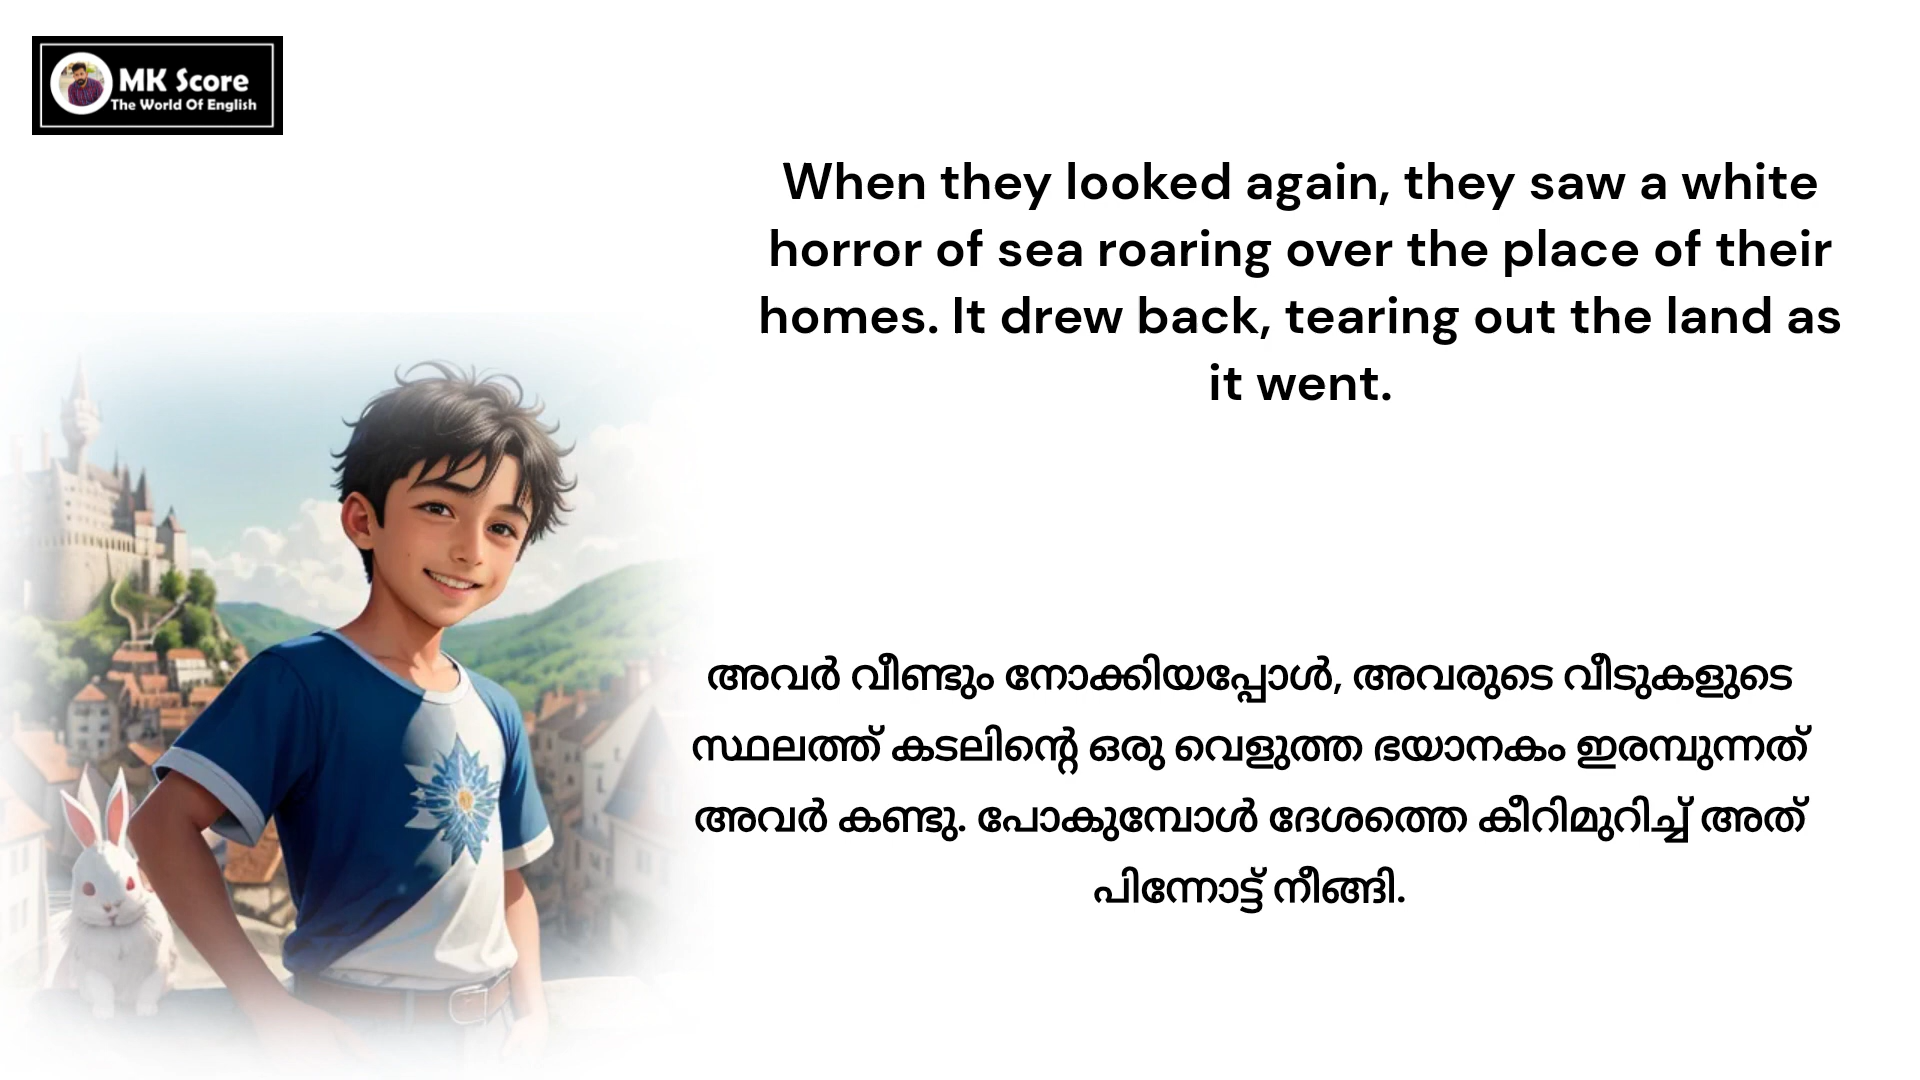 MK Score
The World Of English
When they looked again, they saw a white
horror of sea roaring over the place of their
homes. It drew back, tearing out the land as
it went.
അവർ വീണ്ടും നോക്കിയപ്പോൾ, അവരുടെ വീടുകളുടെ
സ്ഥലത്ത് കടലിന്റെ ഒരു വെളുത്ത ഭയാനകം ഇരമ്പുന്നത്
അവർ കണ്ടു. പോകുമ്പോൾ ദേശത്തെ കീറിമുറിച്ച് അത്
പിന്നോട്ട് നീങ്ങി.